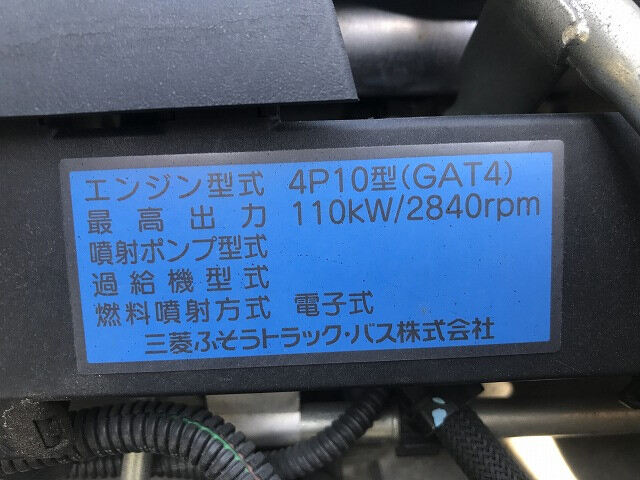 エンジン型式 4P10型(GAT4)
最高出力 110kW/2840rpm
噴射ポンプ型式
過給機型式
燃料噴射方式 電子式
三菱ふそうトラック・バス株式会社